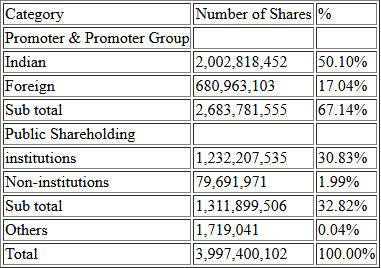 Category Number of Shares %
Promoter & Promoter Group
Indian 2,002,818,452 50.10%
Foreign 680,963,103 17.04%
Sub total 2,683,781,555 67.14%
Public Shareholding
institutions 1,232,207,535 30.83%
Non-institutions 79,691,971 1.99%
Sub total 1,311,899,506 32.82%
Others 1,719,041 0.04%
Total 3,997,400,102 100.00%